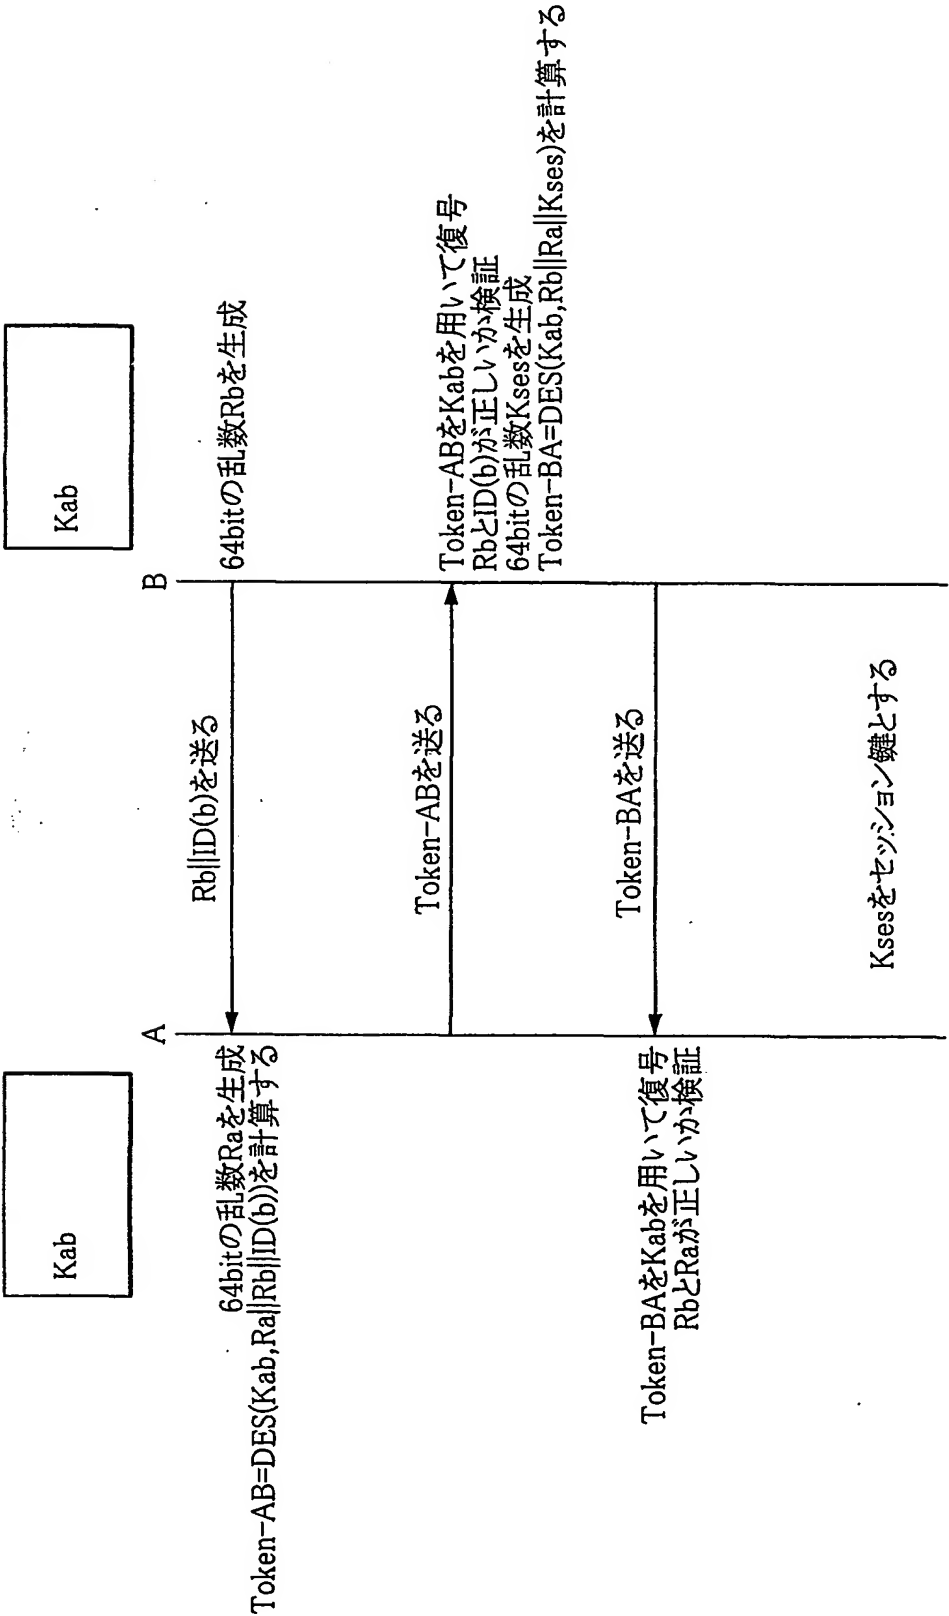 Kab
Kab
A
B
64bitの乱数Rbを生成
Rb||ID(b)を送る
64bitの乱数Raを生成
Token-AB=DES(Kab,Ra||Rb||ID(b))を計算する
Token-ABを送る
Token-ABをKabを用いて復号
RbとID(b)が正しいか検証
64bitの乱数Ksesを生成
Token-BA=DES(Kab,Rb||Ra||Kses)を計算する
Token-BAを送る
Token-BAをKabを用いて復号
RbとRaが正しいか検証
Ksesをセッション鍵とする